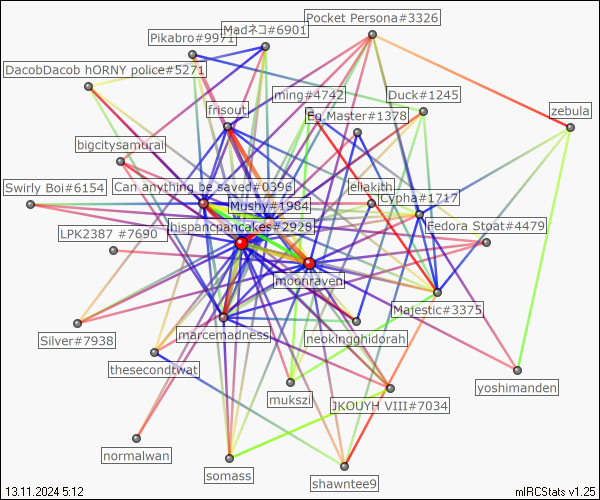 Pocket Persona#3326
Madネコ#6901
Pikabro#9971
DacobDacob hORNY police#5271
ming#4742
Duck#1245
frisout
Eg.Master#1378
zebula
bigcitysamurai
Swirly Boi#6154
Can anything be saved#0396
eliakith
Cypha#1717
Mushy#1984
hispancpancakes#2928
Fedora Stoat#4479
LPK2387 #7690
moonraven
Majestic#3375
marcemadness
neokingghidorah
Silver#7938
thesecondtwat
yoshimanden
mukszi
JKOUYH VIII#7034
normalwan
somass
shawntee9
13.11.2024 5:12
mIRCStats v1.25